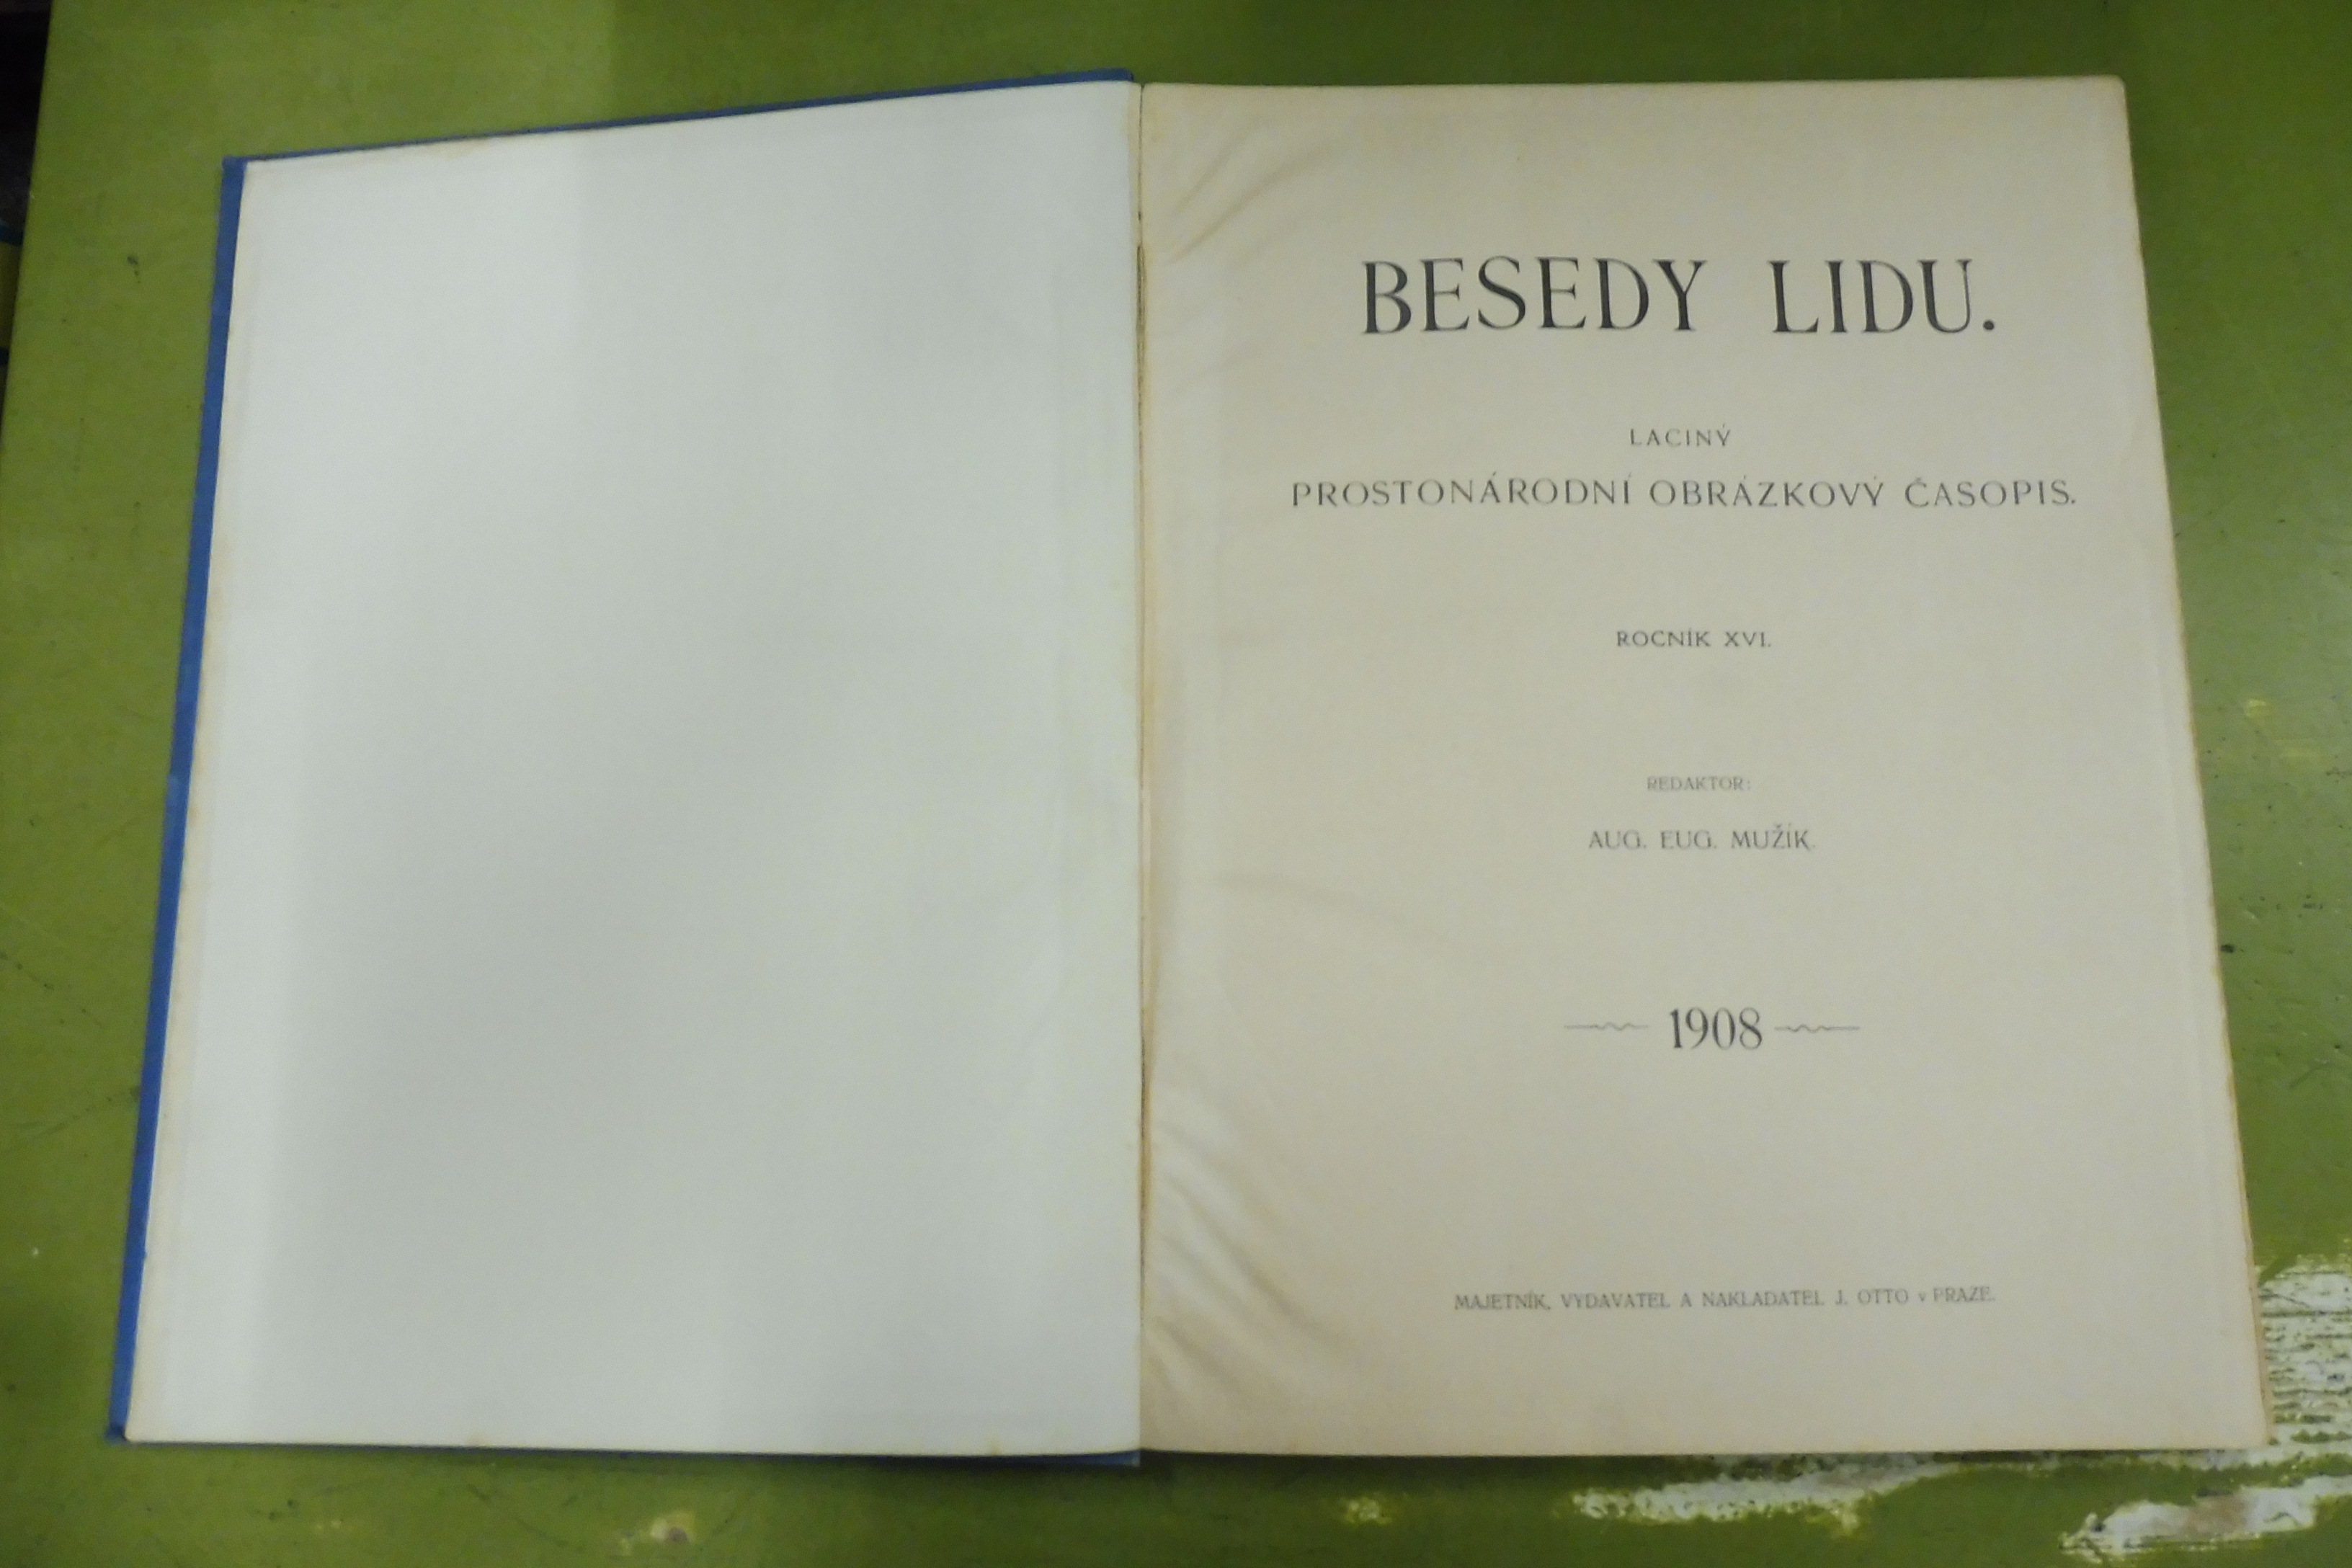 BESEDY LIDU.
LACINÝ
PROSTONÁRODNÍ OBRÁZKOVÝ ČASOPIS.
ROČNÍK XVI.
REDAKTOR:
AUG. EUG. MUŽÍK.
1908
MAJETNÍK, VYDAVATEL A NAKLADATEL J. OTTO v PRAZE.